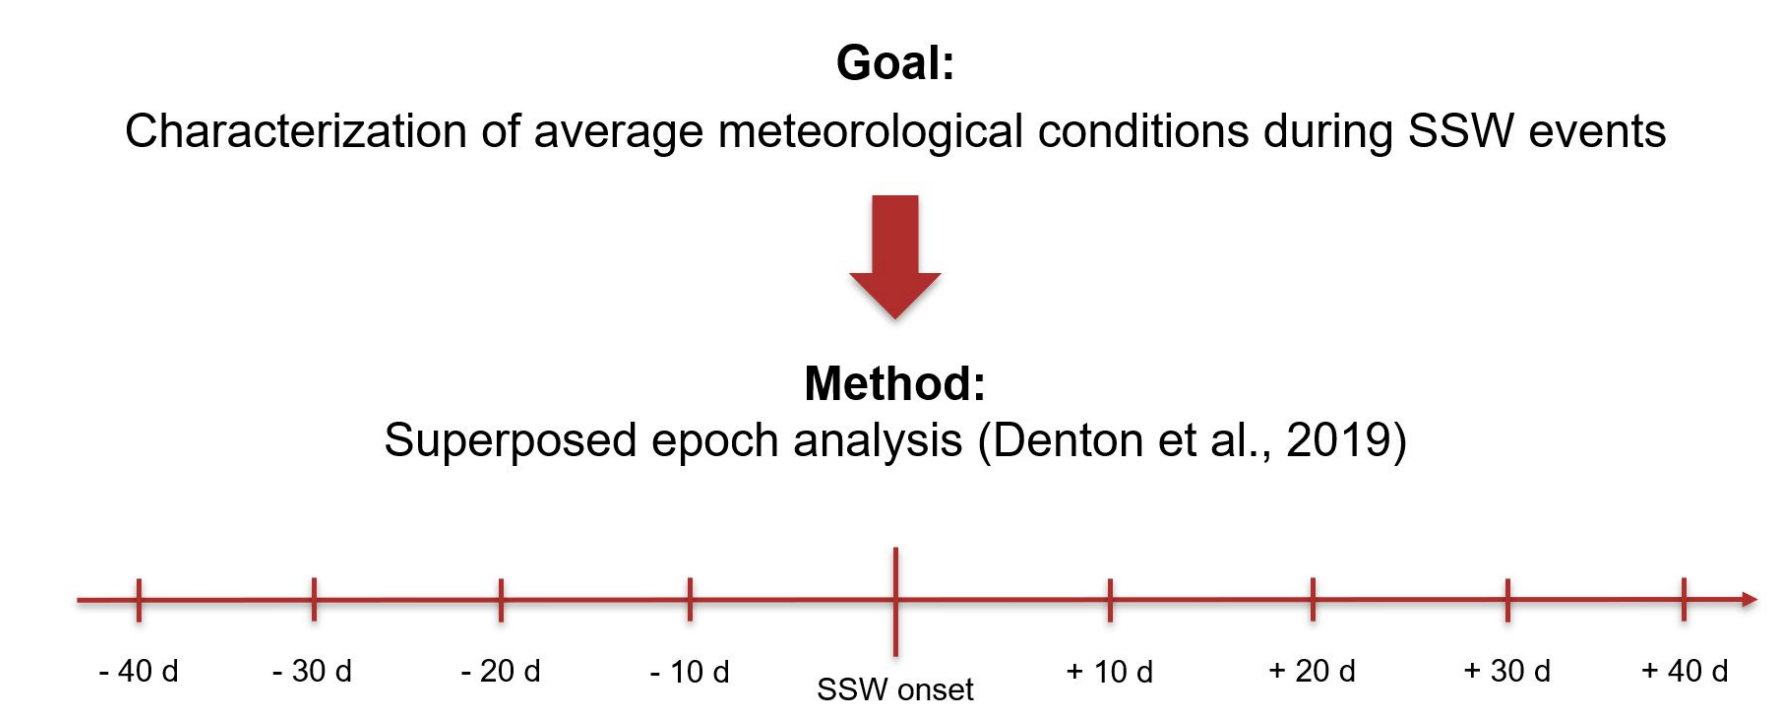 Goal:
Characterization of average meteorological conditions during SSW events
Method:
Superposed epoch analysis (Denton et al., 2019)
- 40 d
- 30 d
- 20 d
- 10 d
SSW onset
+ 10 d
+ 20 d
+ 30 d
+ 40 d